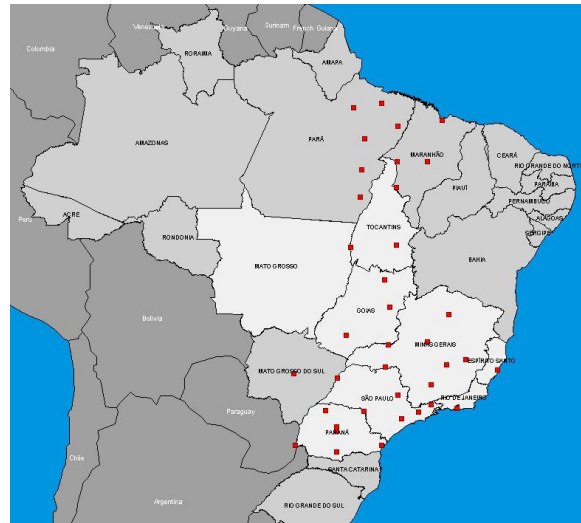 Venezuela
Guyana
Surinam
French Guiana
Colombia
RORAIMA
AMAPA
AMAZONAS
PARÁ
MARANHÃO
CEARÁ
RIO GRANDE DO NORTE
PARAIBA
PIAUÍ
PERNAMBUCO
ALAGOAS
SERGIPE
Peru
ACRE
RONDONIA
TOCANTINS
BAHIA
MATO GROSSO
GOIAS
Bolivia
MINAS GERAIS
ESPÍRITO SANTO
MATO GROSSO DO SUL
SÃO PAULO
RIO DE JANEIRO
Paraguay
PARANÁ
Chile
SANTA CATARINA
Argentina
RIO GRANDE DO SUL